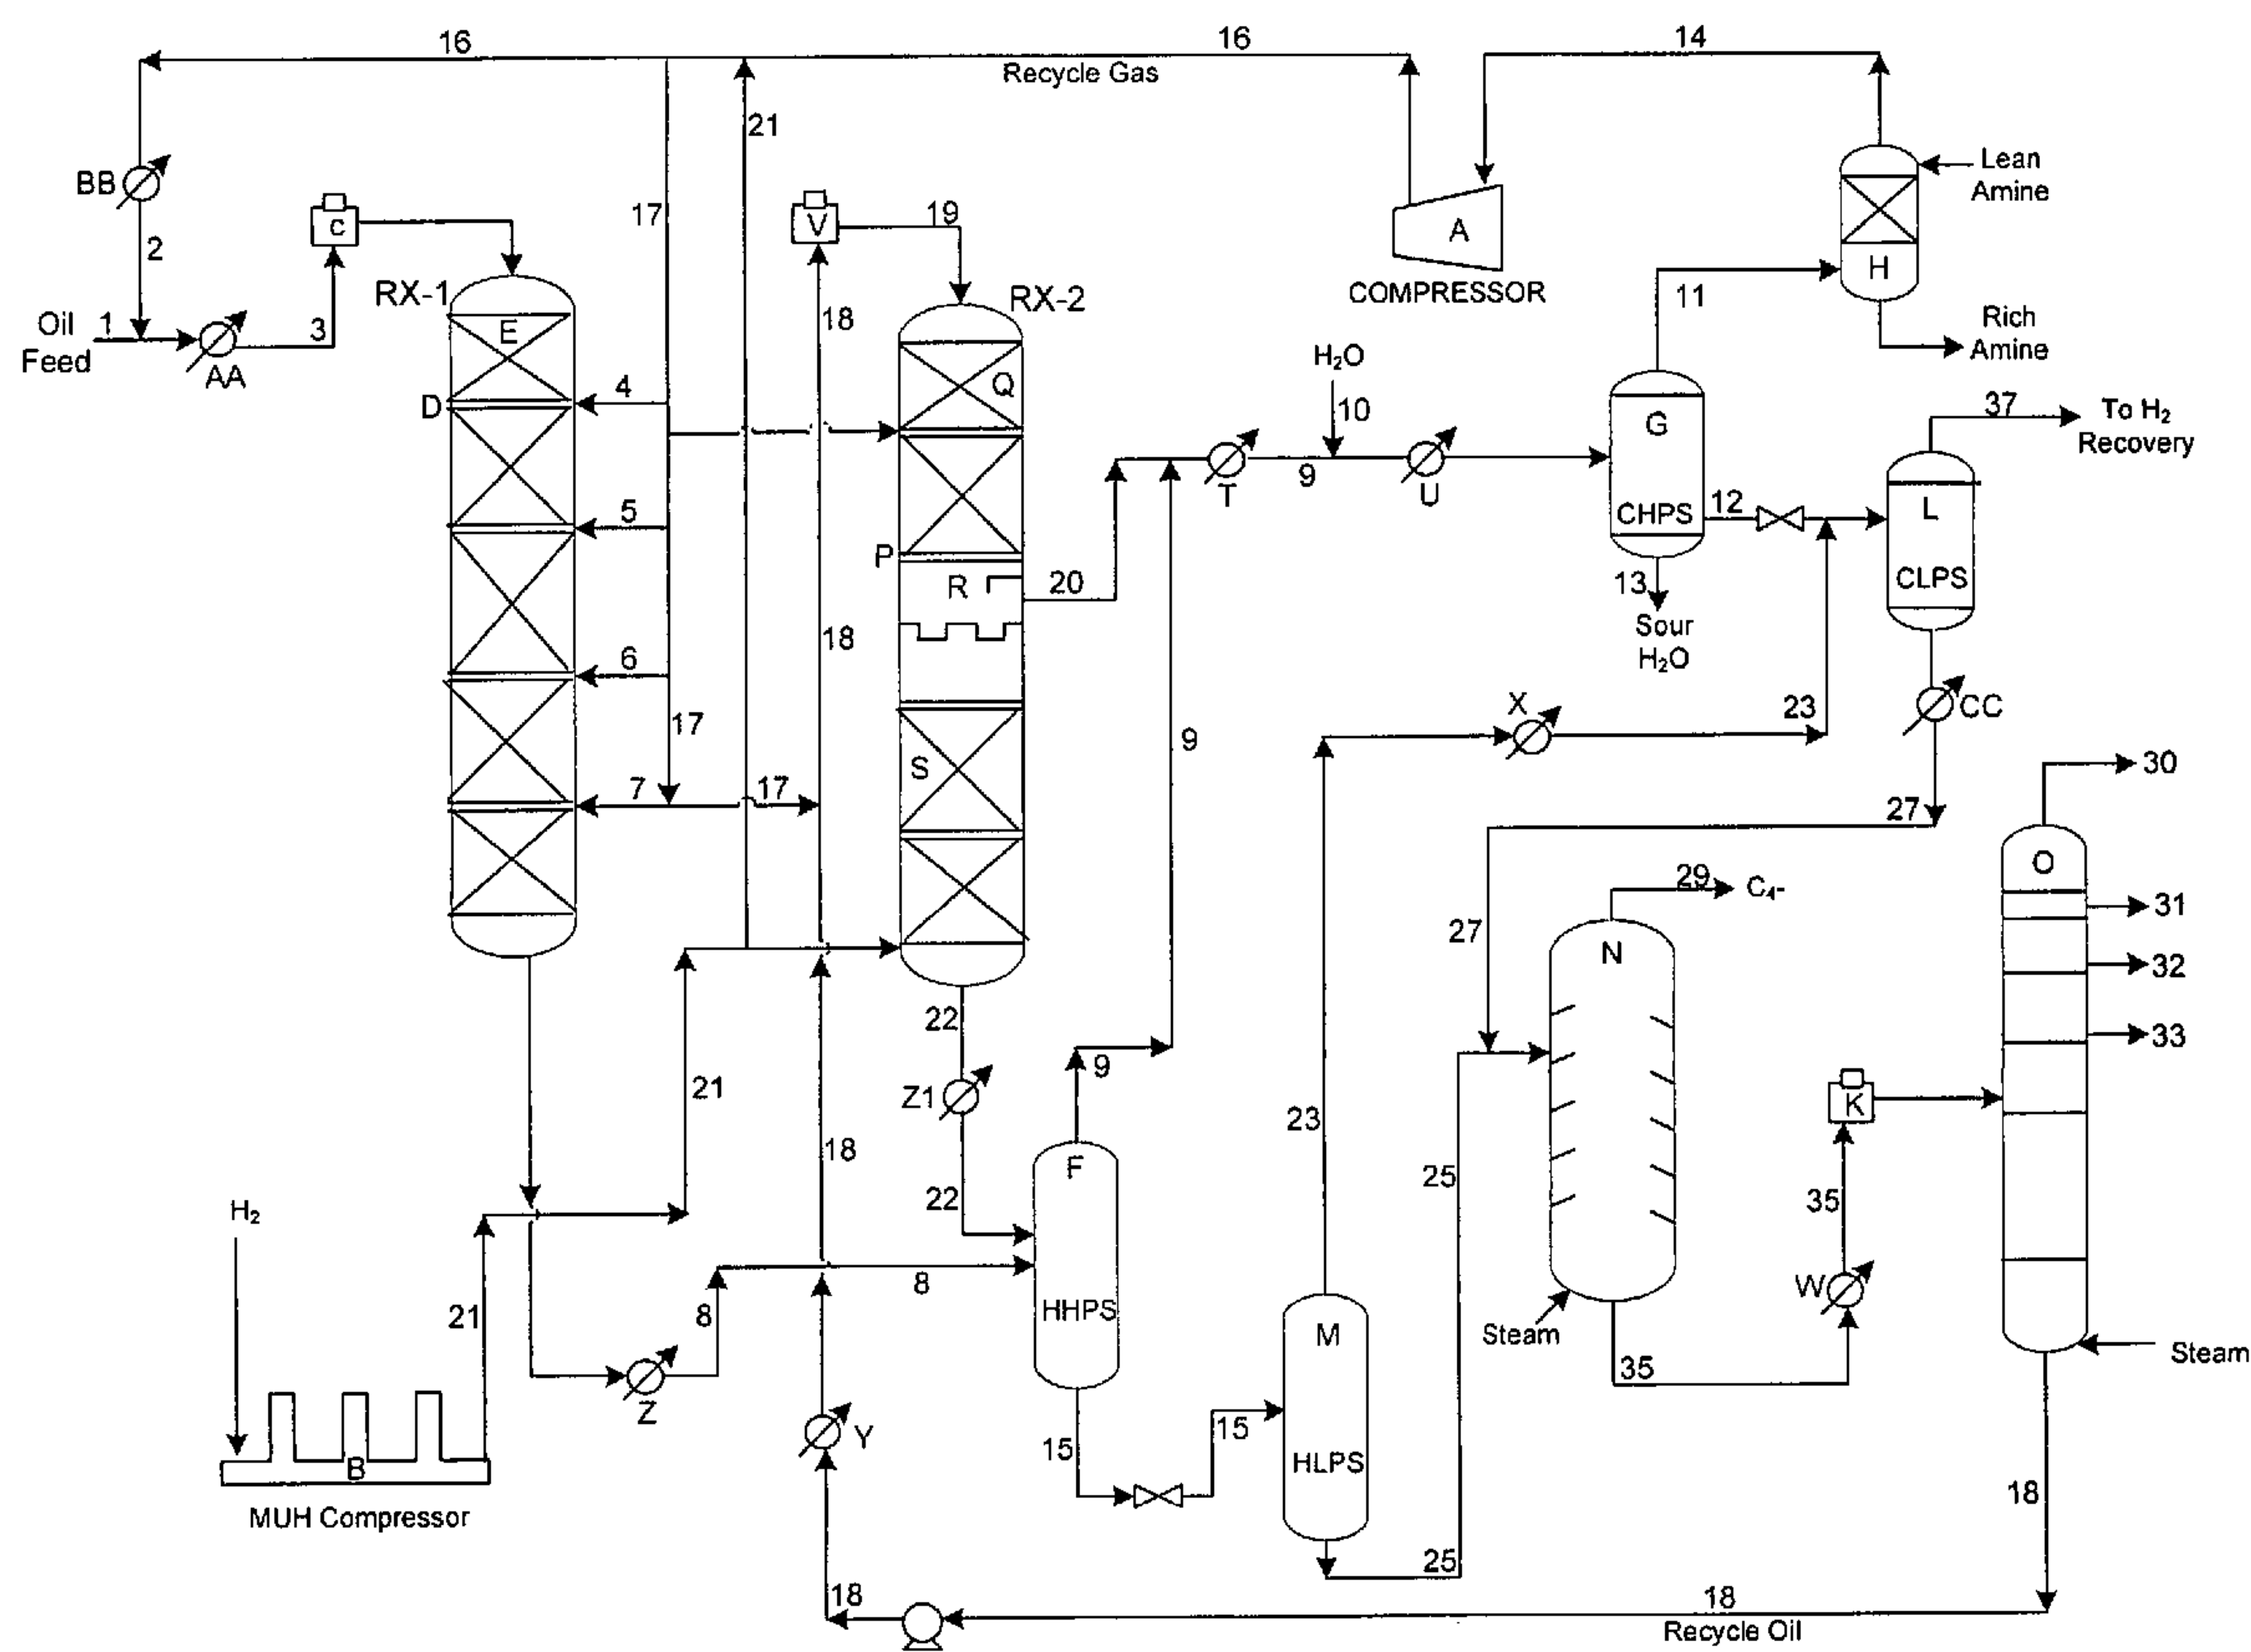 16
16
14
Recycle Gas
21
BB
Lean
Amine
17
c
V
19
A
2
H
COMPRESSOR
11
RX-1
RX-2
Oil
Feed
1
3
E
18
Rich
Amine
AA
H₂O
4
Q
D
10
G
37
To H₂
Recovery
T
9
U
CHPS
12
L
5
P
R
20
13
CLPS
Sour
H₂O
18
6
X
23
CC
17
9
S
30
7
17
27
O
29
C₄-
31
27
N
32
22
33
9
21
Z1
23
K
18
25
F
22
35
H₂
8
HHPS
W
21
8
M
Steam
Steam
35
Z
Y
15
15
HLPS
B
18
MUH Compressor
25
18
18
Recycle Oil